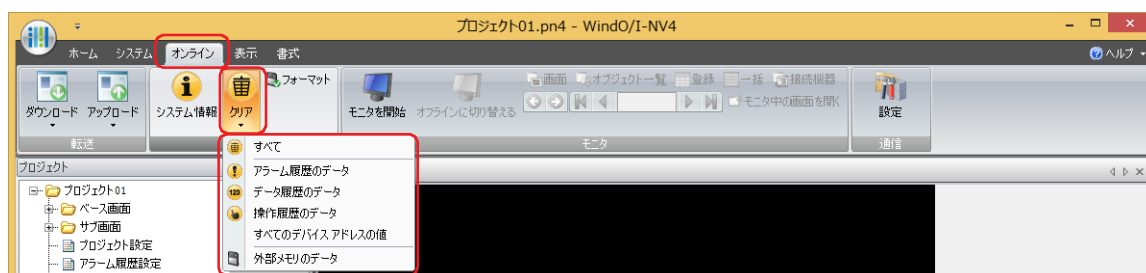 プロジェクト01.pn4 - WindO/I-NV4
ホーム システム オンライン 表示 書式 ヘルプ
ダウンロード アップロード システム情報 クリア フォーマット モニタを開始 オフラインに切り替える 画面 オブジェクト一覧 登録 一括 接続機器 モニタ中の画面を開く 設定
転送 モニタ 通信
すべて
アラーム履歴のデータ
データ履歴のデータ
操作履歴のデータ
すべてのデバイス アドレスの値
外部メモリのデータ
プロジェクト
プロジェクト01
ベース画面
サブ画面
プロジェクト設定
アラーム履歴設定